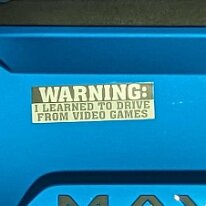 WARNING:
I LEARNED TO DRIVE
FROM VIDEO GAMES